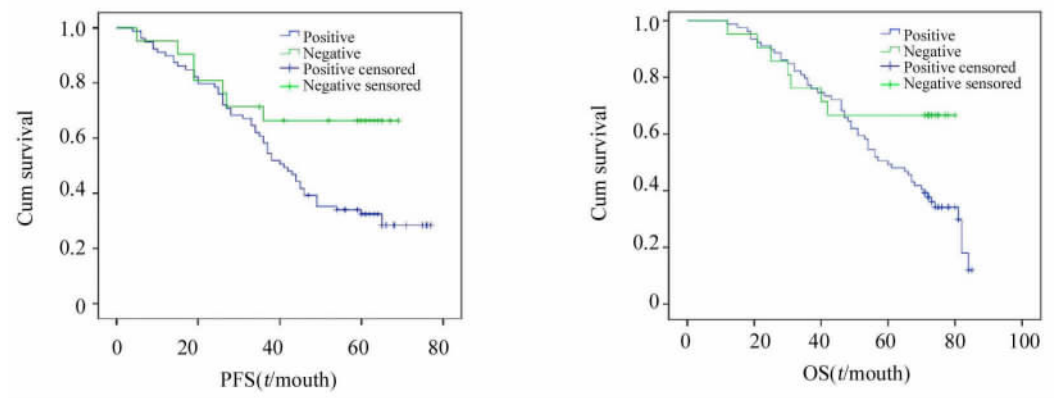 1.0
0.8
0.6
0.4
0.2
0
Cum survival
Positive
Negative
Positive censored
Negative sensored
0 20 40 60 80
PFS(t/mouth)
1.0
0.8
0.6
0.4
0.2
0
Cum survival
Positive
Negative
Positive censored
Negative sensored
0 20 40 60 80 100
OS(t/mouth)